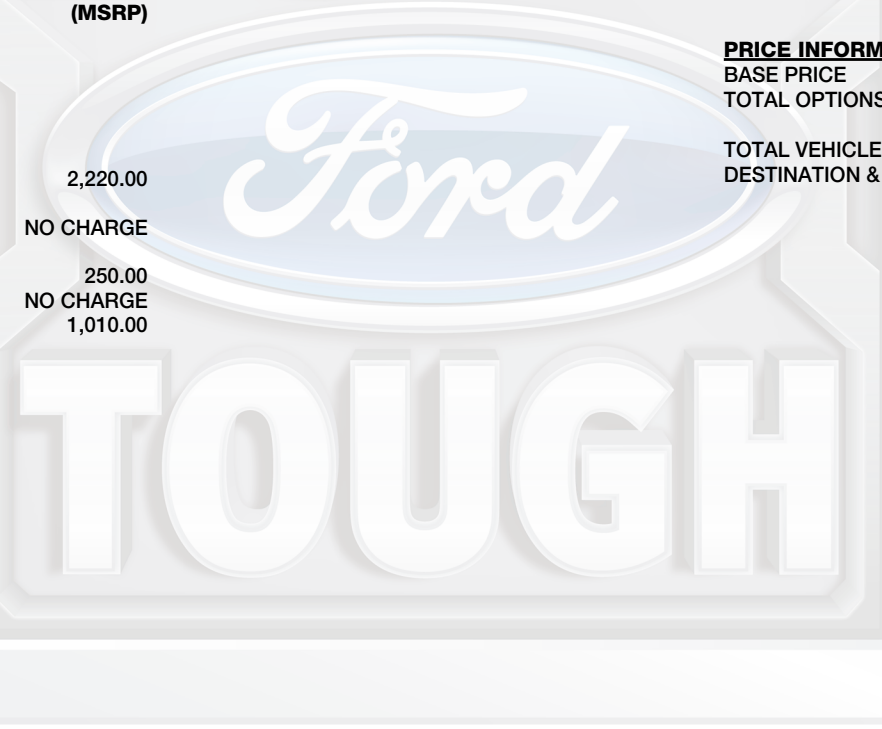 (MSRP)
2,220.00
NO CHARGE
250.00
NO CHARGE
1,010.00
PRICE INFORM
BASE PRICE
TOTAL OPTIONS
TOTAL VEHICLE
DESTINATION &
Ford
TOUGH